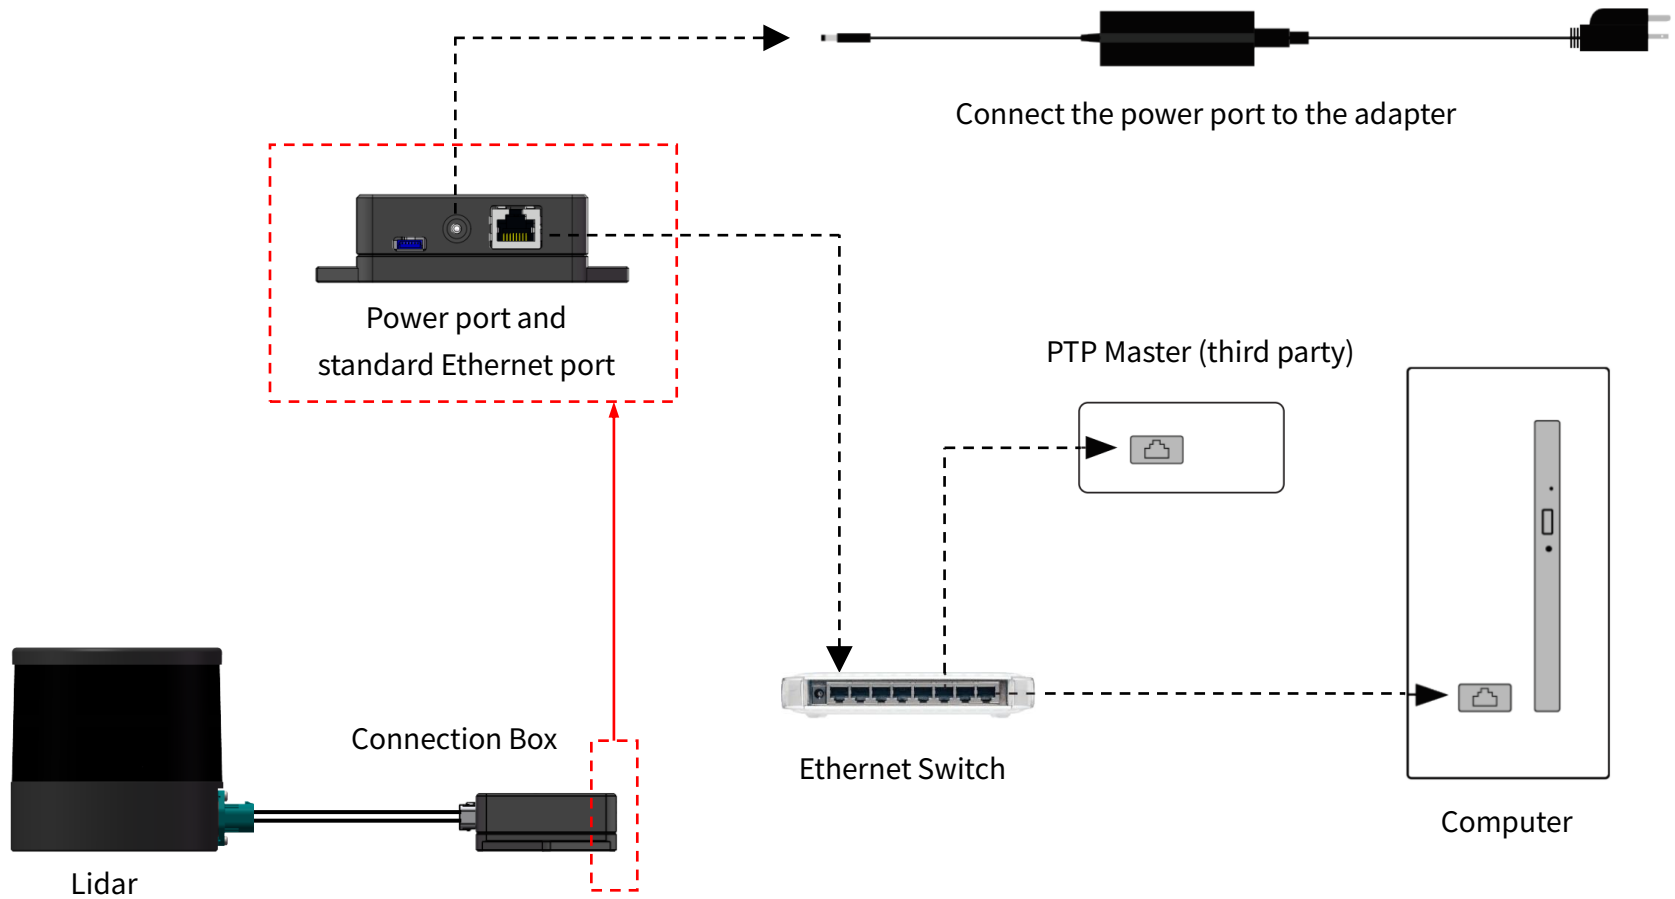 Connect the power port to the adapter
Power port and
standard Ethernet port
PTP Master (third party)
Connection Box
Ethernet Switch
Computer
Lidar